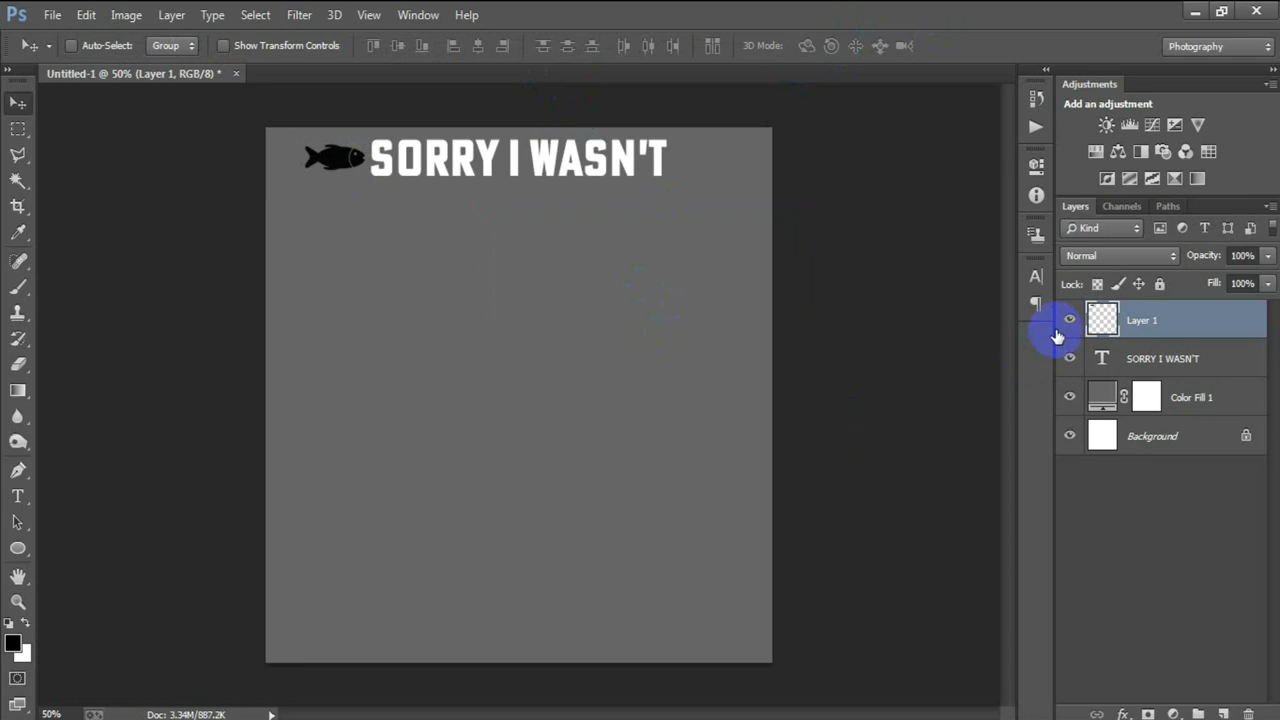 Ps File Edit Image Layer Type Select Filter 3D View Window Help
Auto-Select: Group Show Transform Controls 3D Mode: Photography
Untitled-1 @ 50% (Layer 1, RGB/8) * ×
SORRY I WASN'T
Adjustments
Add an adjustment
Layers Channels Paths
Kind
Normal Opacity: 100%
Lock: Fill: 100%
Layer 1
SORRY I WASN'T
Color Fill 1
Background
50% Doc: 3.34M/887.2K